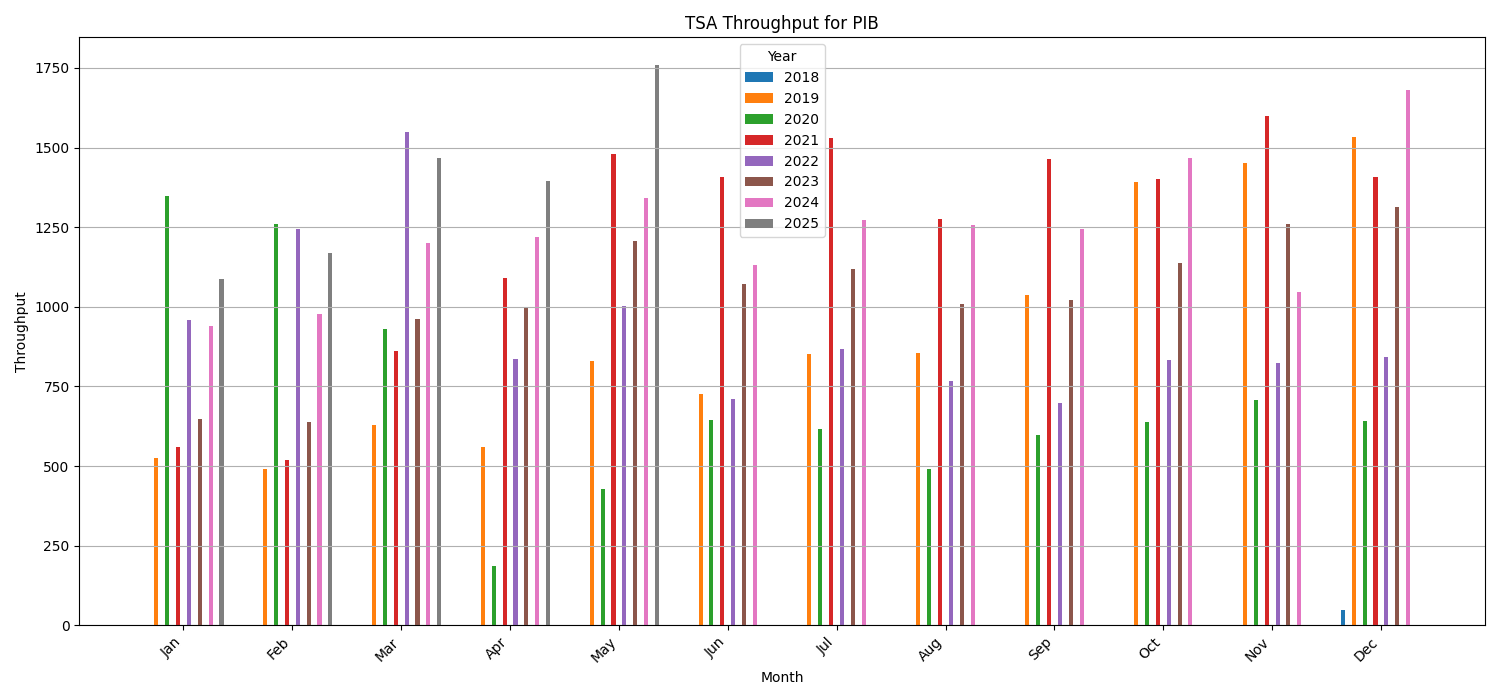 TSA Throughput for PIB
Year
2018
2019
2020
2021
2022
2023
2024
2025
Throughput
1750
1500
1250
1000
750
500
250
0
Jan
Feb
Mar
Apr
May
Jun
Jul
Aug
Sep
Oct
Nov
Dec
Month